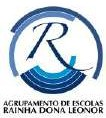 R
AGRUPAMENTO DE ESCOLAS
RAINHA DONA LEONOR